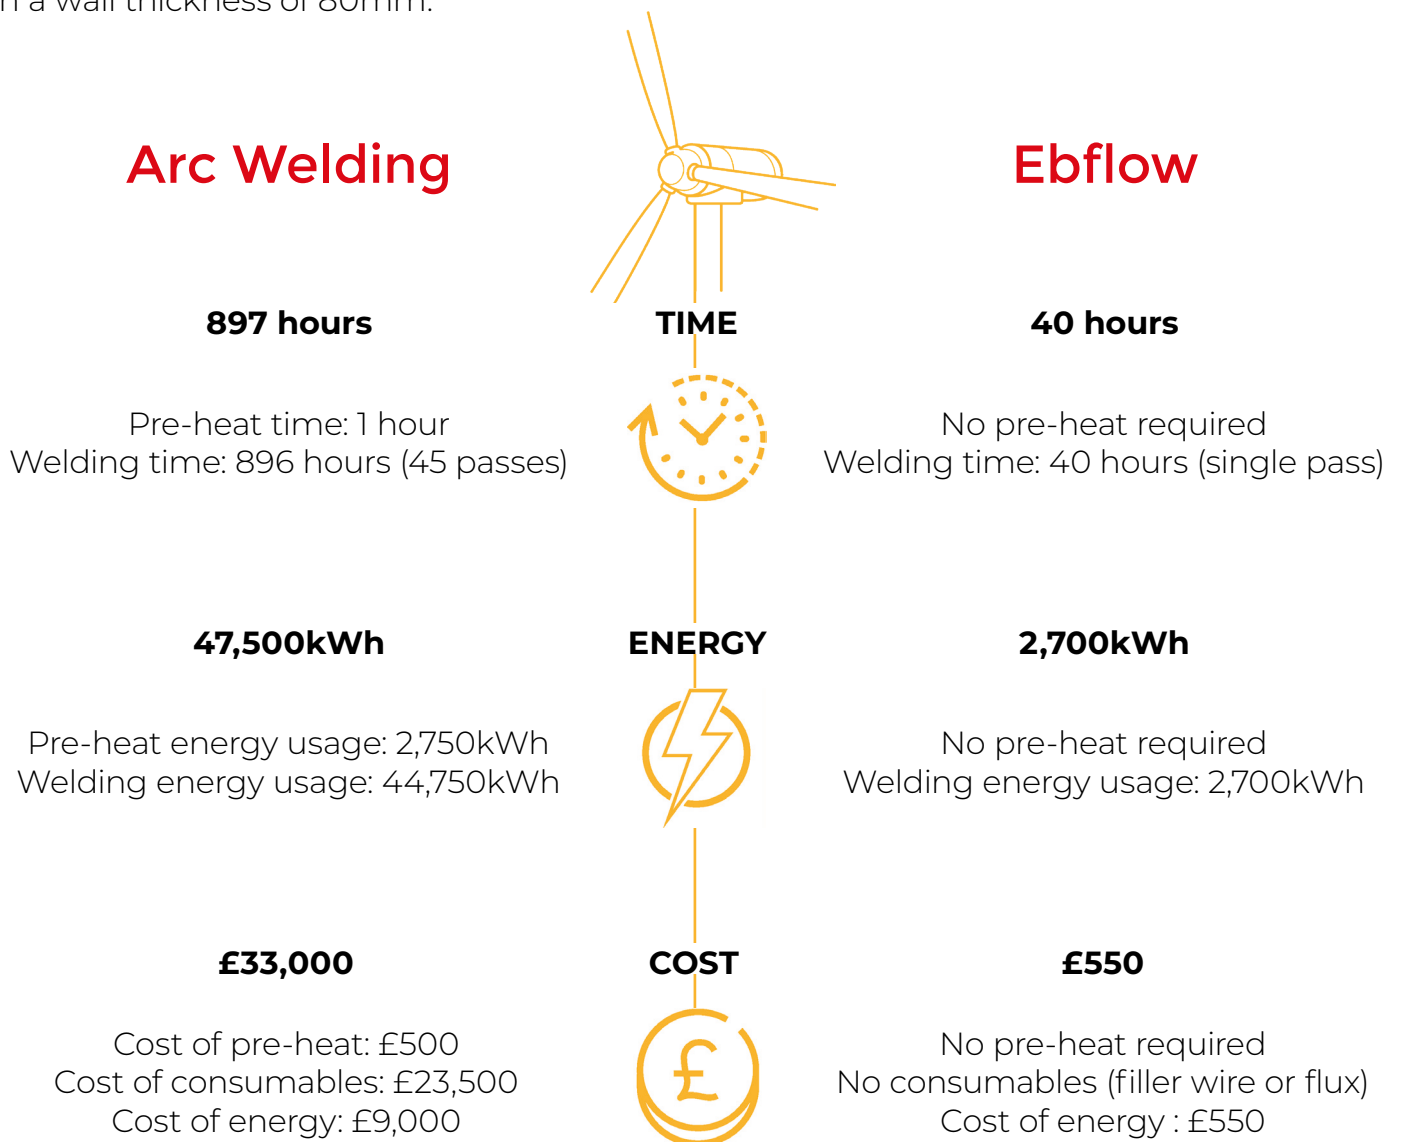 a wall thickness of 80mm.
Arc Welding
Ebflow
897 hours
TIME
40 hours
Pre-heat time: 1 hour
Welding time: 896 hours (45 passes)
No pre-heat required
Welding time: 40 hours (single pass)
47,500kWh
ENERGY
2,700kWh
Pre-heat energy usage: 2,750kWh
Welding energy usage: 44,750kWh
No pre-heat required
Welding energy usage: 2,700kWh
£33,000
COST
£550
Cost of pre-heat: £500
Cost of consumables: £23,500
Cost of energy: £9,000
£
No pre-heat required
No consumables (filler wire or flux)
Cost of energy : £550